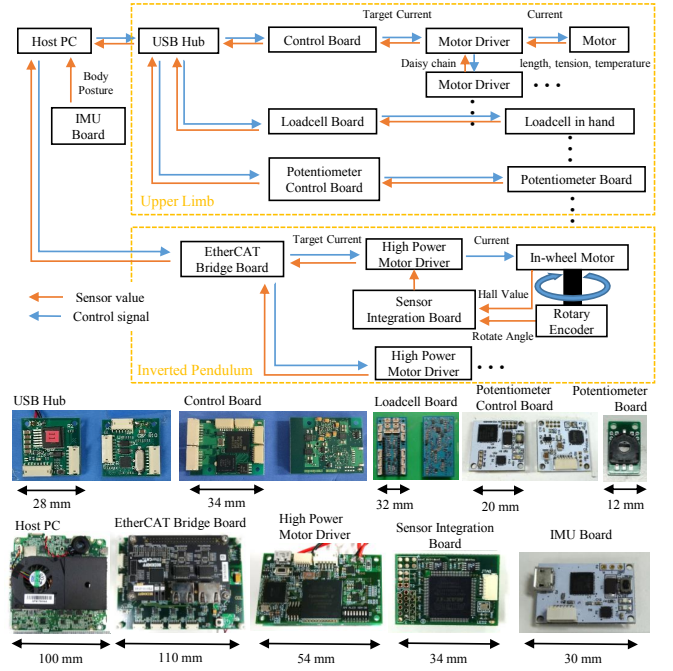 Host PC
USB Hub
Control Board
Target Current
Motor Driver
Current
Motor
Body
Posture
IMU
Board
Daisy chain
length, tension, temperature
Motor Driver
Loadcell Board
Loadcell in hand
Potentiometer
Control Board
Potentiometer Board
Upper Limb
EtherCAT
Bridge Board
Target Current
High Power
Motor Driver
Current
In-wheel Motor
Sensor value
Control signal
Sensor
Integration Board
Hall Value
Rotate Angle
Rotary
Encoder
High Power
Motor Driver
Inverted Pendulum
USB Hub
Control Board
Loadcell Board
Potentiometer
Control Board
Potentiometer
Board
28 mm
34 mm
32 mm
20 mm
12 mm
Host PC
EtherCAT Bridge Board
High Power
Motor Driver
Sensor Integration
Board
IMU Board
100 mm
110 mm
54 mm
34 mm
30 mm